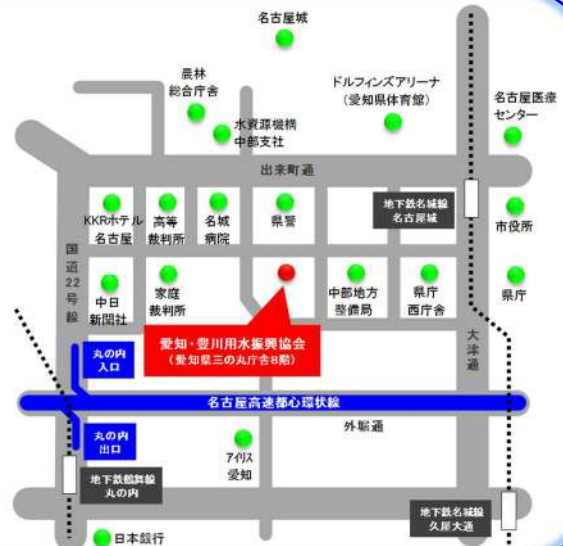 名古屋城
農林
総合庁舎
水資源機構
中部支社
ドルフィンズアリーナ
(愛知県体育館)
名古屋医療
センター
出来町通
地下鉄名城線
名古屋城
KKRホテル
名古屋
高等
裁判所
名城
病院
県警
市役所
国道22号線
中日
新聞社
家庭
裁判所
中部地方
整備局
県庁
西庁舎
県庁
大津通
愛知・豊川用水振興協会
(愛知県三の丸庁舎8階)
丸の内
入口
名古屋高速都心環状線
外堀通
丸の内
出口
アイリス
愛知
地下鉄鶴舞線
丸の内
地下鉄名城線
久屋大通
日本銀行